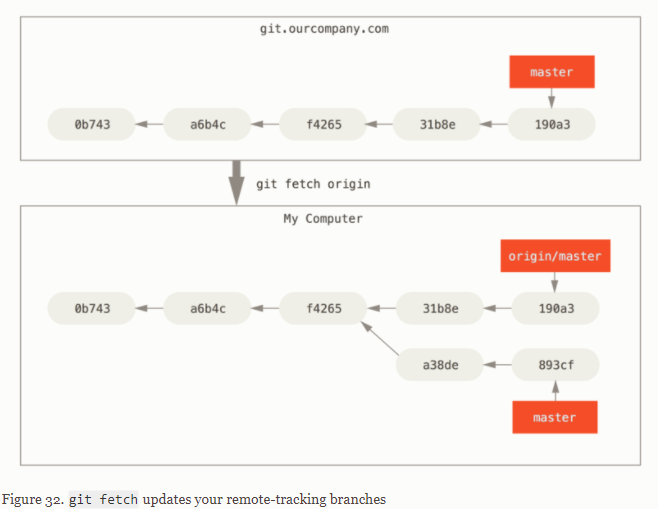 git.ourcompany.com
master
0b743 a6b4c f4265 31b8e 190a3
git fetch origin
My Computer
origin/master
0b743 a6b4c f4265 31b8e 190a3
a38de 893cf
master
Figure 32. git fetch updates your remote-tracking branches